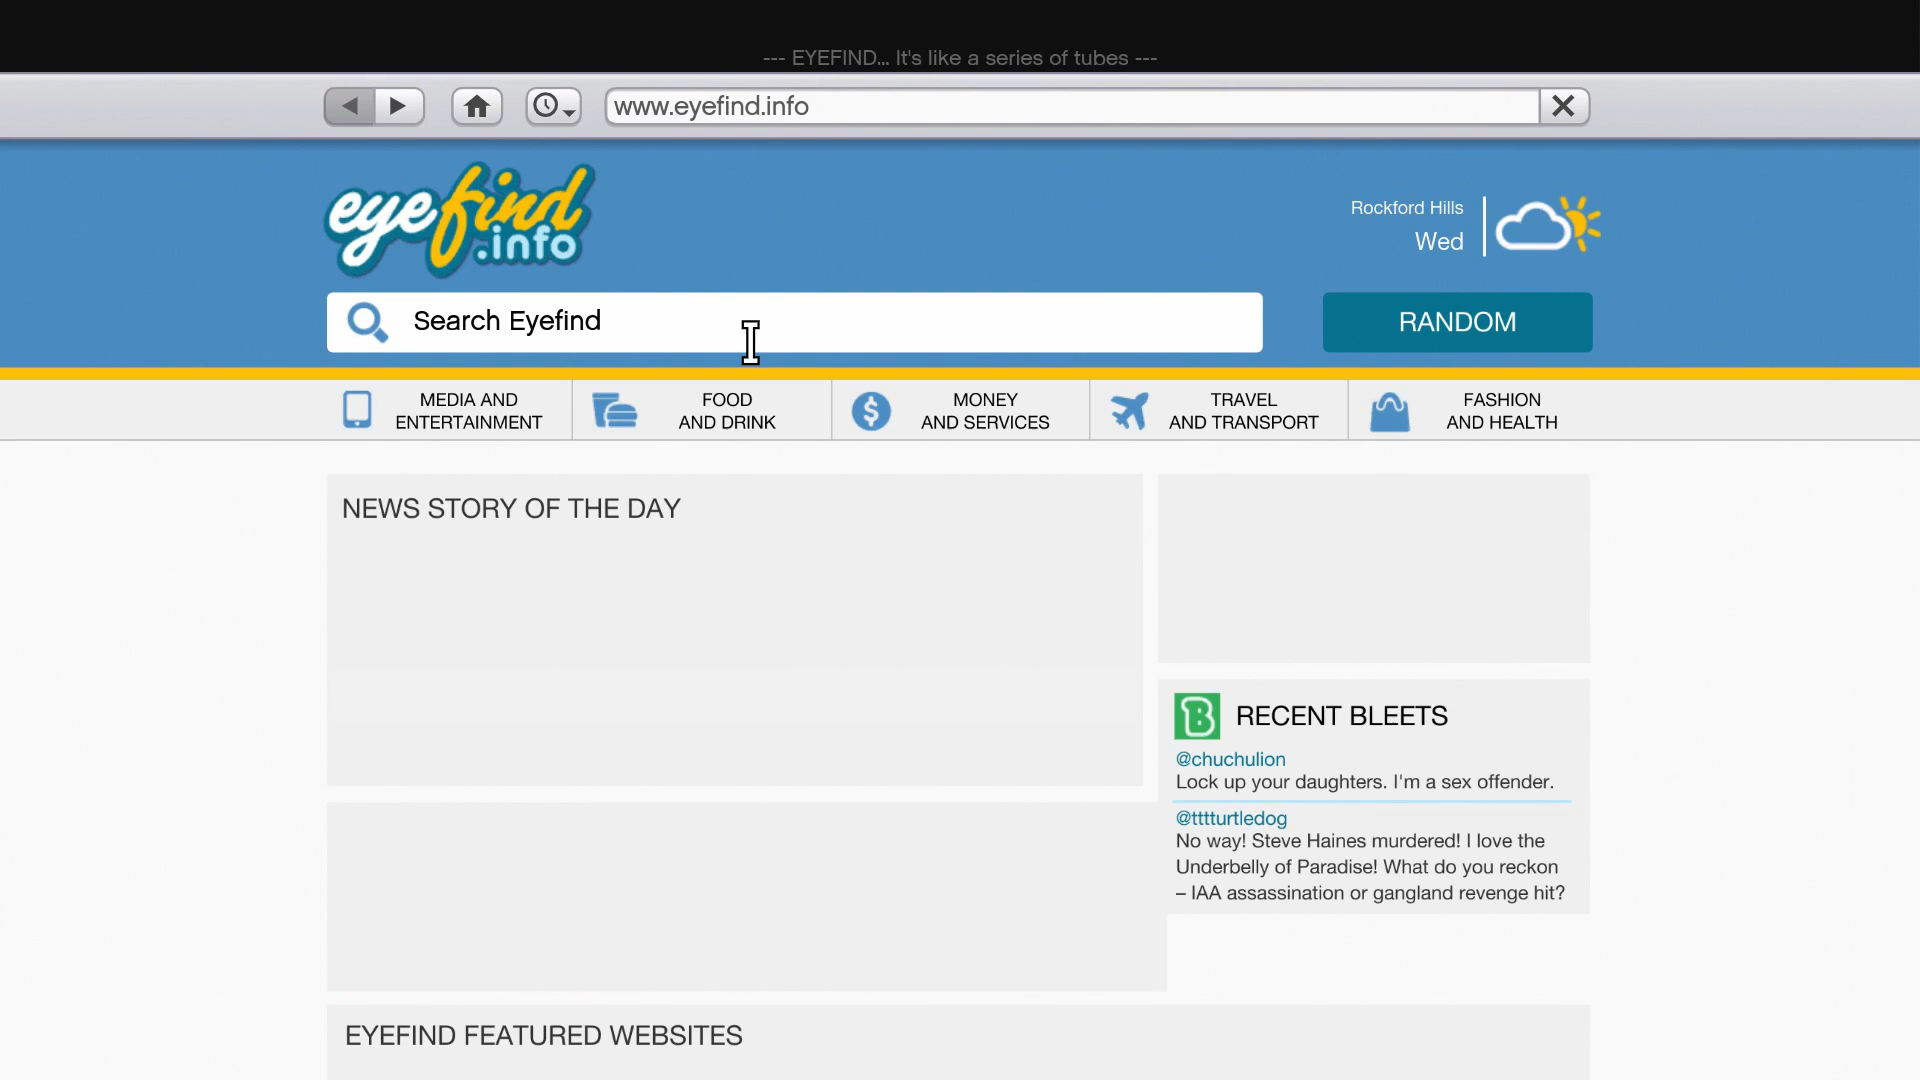 --- EYEFIND... It's like a series of tubes ---
www.eyefind.info
eyefind
.info
Rockford Hills
Wed
Search Eyefind
RANDOM
MEDIA AND
ENTERTAINMENT
FOOD
AND DRINK
MONEY
AND SERVICES
TRAVEL
AND TRANSPORT
FASHION
AND HEALTH
NEWS STORY OF THE DAY
B
RECENT BLEETS
@chuchulion
Lock up your daughters. I'm a sex offender.
@tttturtledog
No way! Steve Haines murdered! I love the
Underbelly of Paradise! What do you reckon
– IAA assassination or gangland revenge hit?
EYEFIND FEATURED WEBSITES